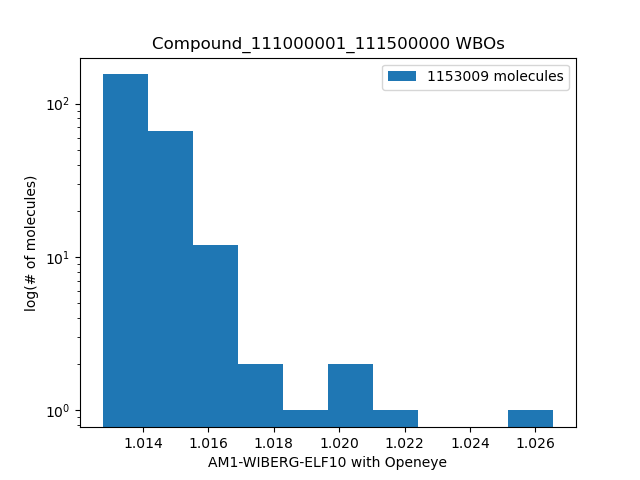 Compound_111000001_111500000 WBOs
1153009 molecules
log(# of molecules)
10²
10¹
10⁰
1.014 1.016 1.018 1.020 1.022 1.024 1.026
AM1-WIBERG-ELF10 with Openeye